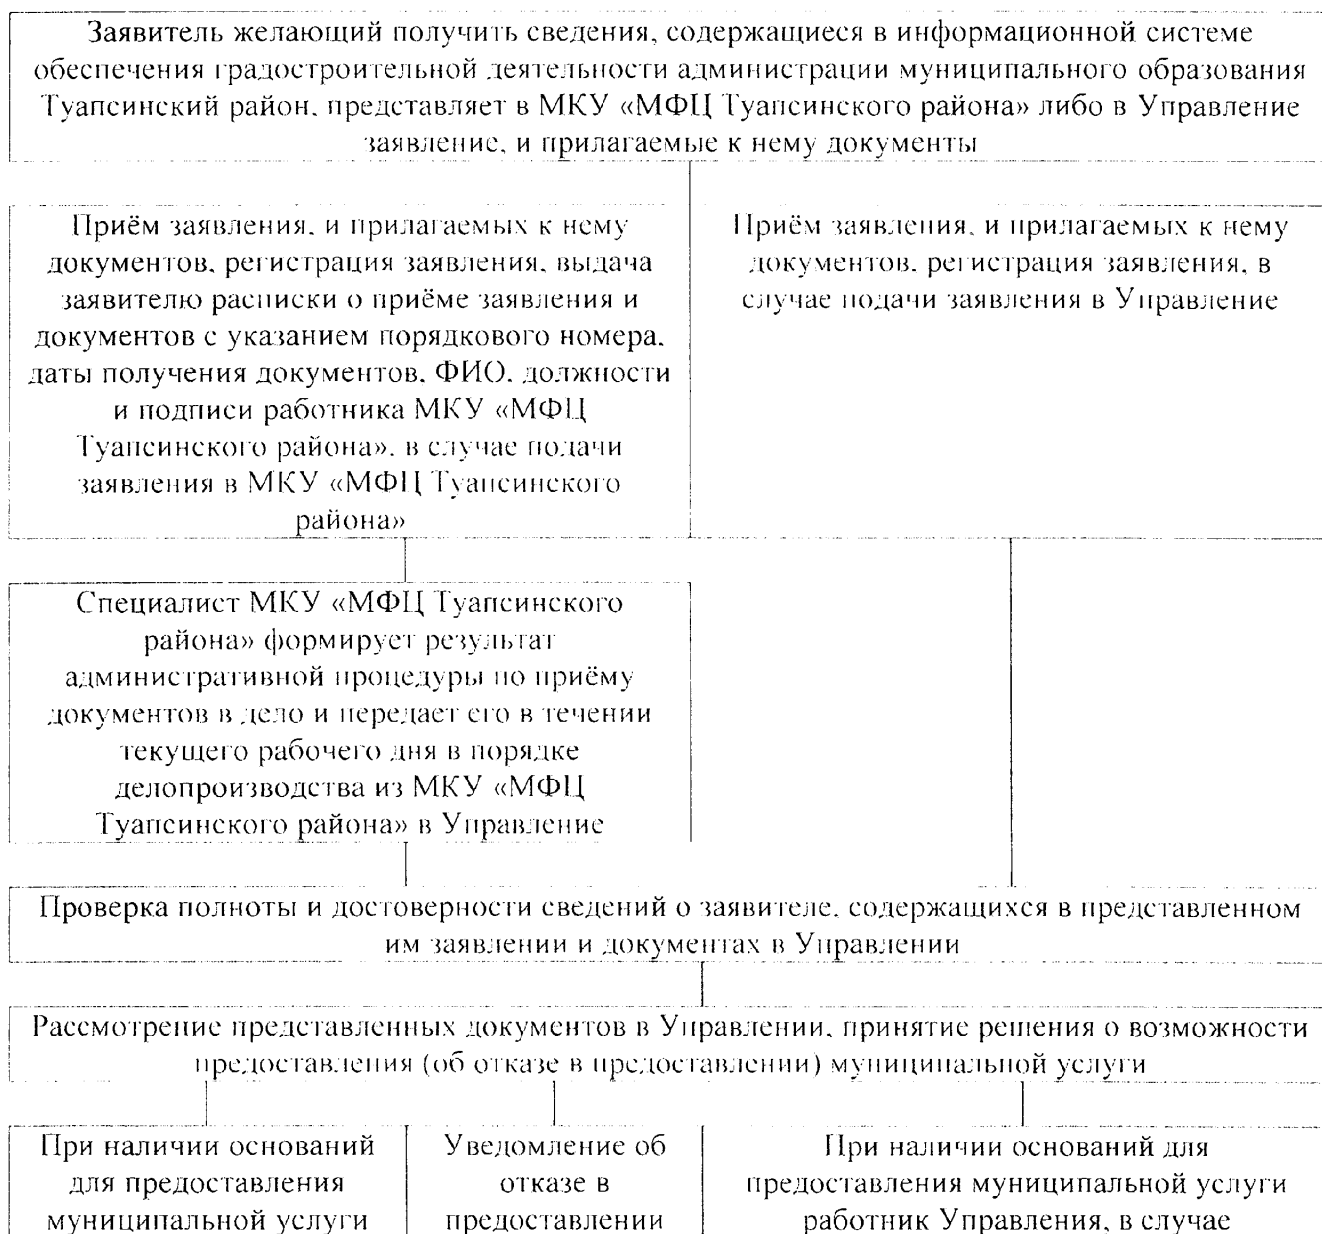 Заявитель желающий получить сведения, содержащиеся в информационной системе
обеспечения градостроительной деятельности администрации муниципального образования
Туапсинский район, представляет в МКУ «МФЦ Туапсинского района» либо в Управление
заявление, и прилагаемые к нему документы
Приём заявления, и прилагаемых к нему
документов, регистрация заявления, выдача
заявителю расписки о приёме заявления и
документов с указанием порядкового номера,
даты получения документов, ФИО, должности
и подписи работника МКУ «МФЦ
Туапсинского района», в случае подачи
заявления в МКУ «МФЦ Туапсинского
района»
Приём заявления, и прилагаемых к нему
документов, регистрация заявления, в
случае подачи заявления в Управление
Специалист МКУ «МФЦ Туапсинского
района» формирует результат
административной процедуры по приёму
документов в дело и передает его в течении
текущего рабочего дня в порядке
делопроизводства из МКУ «МФЦ
Туапсинского района» в Управление
Проверка полноты и достоверности сведений о заявителе, содержащихся в представленном
им заявлении и документах в Управлении
Рассмотрение представленных документов в Управлении, принятие решения о возможности
предоставления (об отказе в предоставлении) муниципальной услуги
При наличии оснований
для предоставления
муниципальной услуги
Уведомление об
отказе в
предоставлении
При наличии оснований для
предоставления муниципальной услуги
работник Управления, в случае